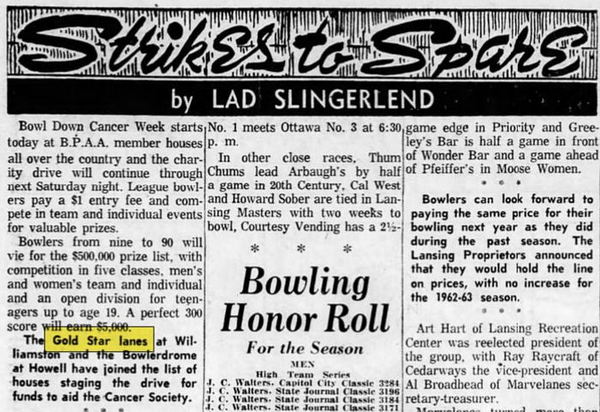 Strikes to Spare
by LAD SLINGERLEND
Bowl Down Cancer Week starts
today at B.P.A.A. member houses
all over the country and the char-
ity drive will continue through
next Saturday night. League bowl-
ers pay a $1 entry fee and com-
pete in team and individual events
for valuable prizes.
Bowlers from nine to 90 will
vie for the $500,000 prize list, with
competition in five classes, men's
and women's team and individual
and an open division for teen-
agers up to age 19. A perfect 300
score will earn $5,000.
The Gold Star lanes at Wil-
liamston and the Bowlerdrome
at Howell have joined the list of
houses staging the drive for
funds to aid the Cancer Society.
* * *
No. 1 meets Ottawa No. 3 at 6:30
p. m.
In other close races, Thum
Chums lead Arbaugh's by half
a game in 20th Century, Cal West
and Howard Sober are tied in Lan-
sing Masters with two weeks to
bowl, Courtesy Vending has a 2½-
* * *
Bowling
Honor Roll
For the Season
MEN
High Team Series
J. C. Walters, Capitol City Classic 3284
J. C. Walters, State Journal Classic 3196
J. C. Walters, State Journal Classic 3184
J. C. Walters, State Journal Classic 3171
game edge in Priority and Gree-
ley's Bar is half a game in front
of Wonder Bar and a game ahead
of Pfeiffer's in Moose Women.
* * *
Bowlers can look forward to
paying the same price for their
bowling next year as they did
during the past season. The
Lansing Proprietors announced
that they would hold the line
on prices, with no increase for
the 1962-63 season.
* * *
Art Hart of Lansing Recreation
Center was reelected president of
the group, with Ray Raycraft of
Cedarways the vice-president and
Al Broadhead of Marvelanes sec-
retary-treasurer.